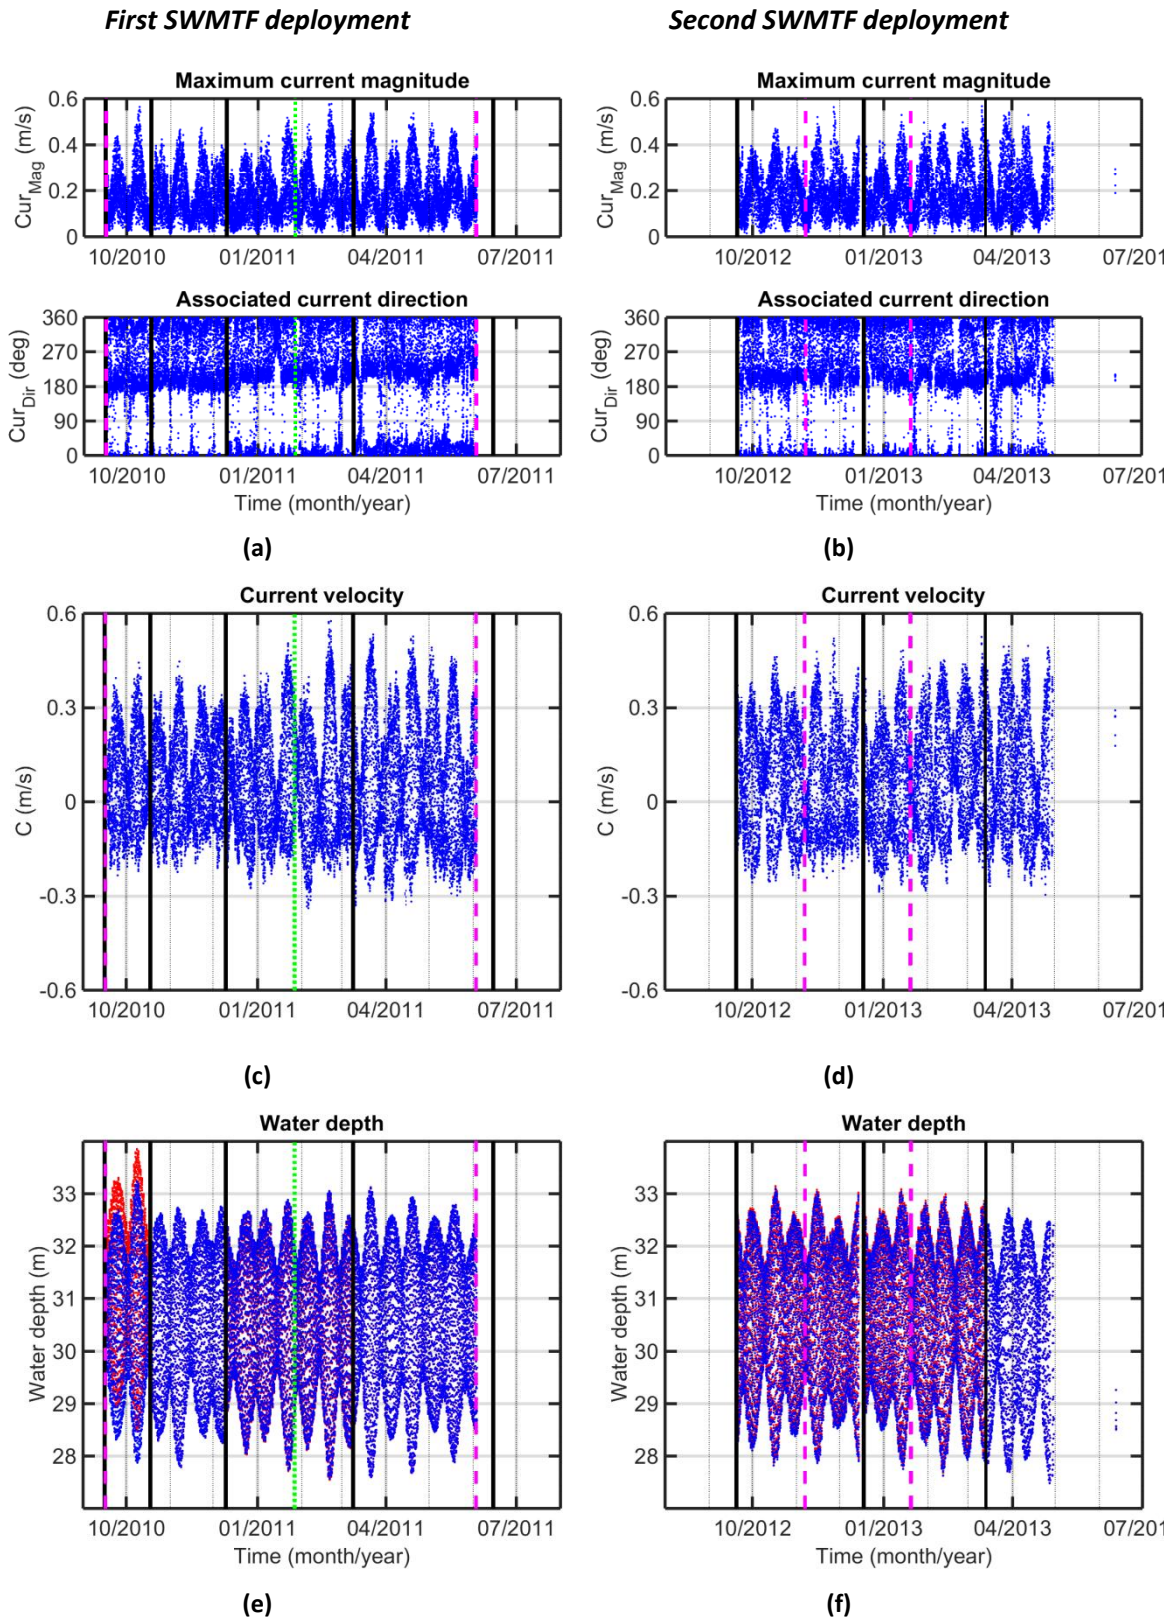 First SWMTF deployment
Second SWMTF deployment
Maximum current magnitude
Cur_Mag (m/s)
0.6
0.4
0.2
0
10/2010 01/2011 04/2011 07/2011
Maximum current magnitude
Cur_Mag (m/s)
0.6
0.4
0.2
0
10/2012 01/2013 04/2013 07/201
Associated current direction
Cur_Dir (deg)
360
270
180
90
0
10/2010 01/2011 04/2011 07/2011
Time (month/year)
Associated current direction
Cur_Dir (deg)
360
270
180
90
0
10/2012 01/2013 04/2013 07/201
Time (month/year)
(a)
(b)
Current velocity
C (m/s)
0.6
0.3
0
-0.3
-0.6
10/2010 01/2011 04/2011 07/2011
Current velocity
C (m/s)
0.6
0.3
0
-0.3
-0.6
10/2012 01/2013 04/2013 07/201
(c)
(d)
Water depth
Water depth (m)
33
32
31
30
29
28
10/2010 01/2011 04/2011 07/2011
Time (month/year)
Water depth
Water depth (m)
33
32
31
30
29
28
10/2012 01/2013 04/2013 07/201
Time (month/year)
(e)
(f)